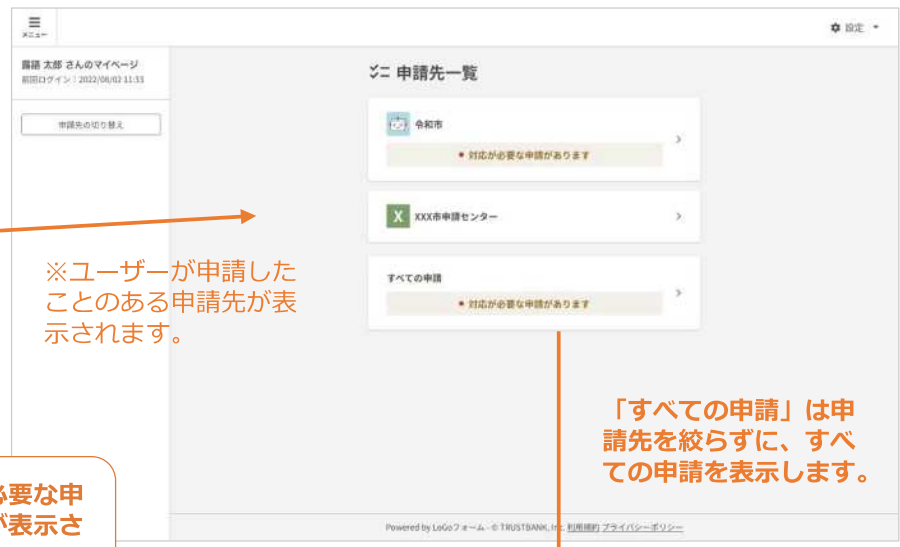 メニュー
設定
露語 太郎 さんのマイページ
前回ログイン：2022/06/02 11:33
申請先の切り替え
申請先一覧
令和市
対応が必要な申請があります
X XXX市申請センター
すべての申請
対応が必要な申請があります
※ユーザーが申請した
ことのある申請先が表
示されます。
「すべての申請」は申
請先を絞らずに、すべ
ての申請を表示します。
必要な申
が表示さ
Powered by LoGoフォーム - © TRUSTBANK, Inc. 利用規約 プライバシーポリシー